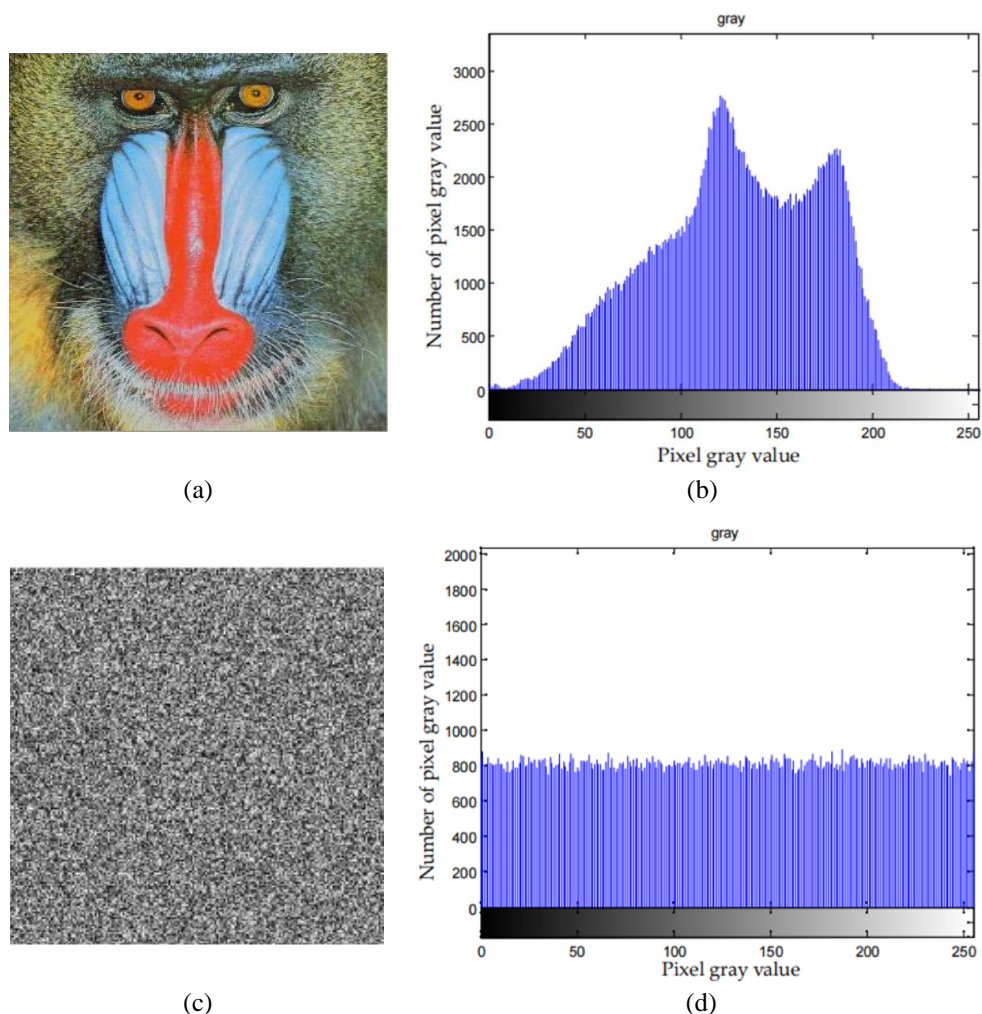 gray
3000
2500
2000
1500
1000
500
0
Number of pixel gray value
0 50 100 150 200 250
Pixel gray value
(a) (b)
gray
2000
1800
1600
1400
1200
1000
800
600
400
200
0
Number of pixel gray value
0 50 100 150 200 250
Pixel gray value
(c) (d)